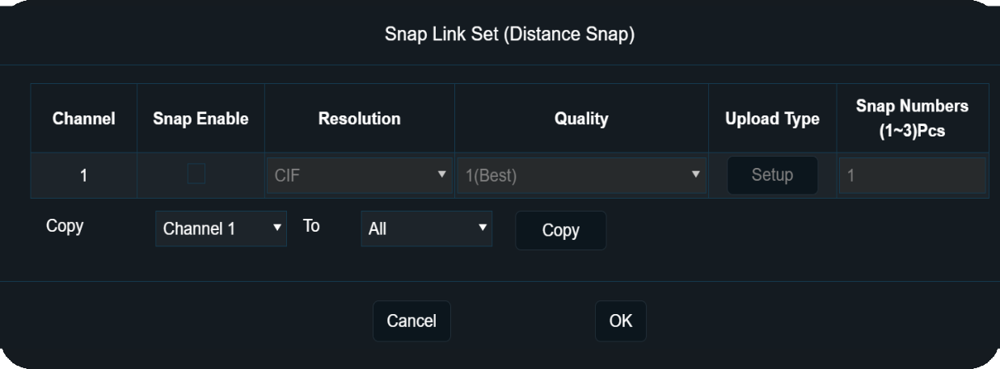 Snap Link Set (Distance Snap)
Channel Snap Enable Resolution Quality Upload Type Snap Numbers
(1~3)Pcs
1 CIF 1(Best) Setup 1
Copy Channel 1 To All Copy
Cancel OK